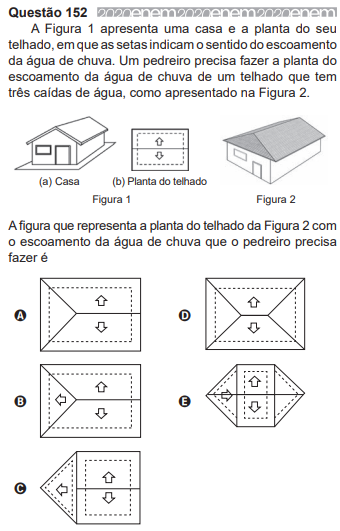 Questão 152 2020enem2020enem2020enem
A Figura 1 apresenta uma casa e a planta do seu
telhado, em que as setas indicam o sentido do escoamento
da água de chuva. Um pedreiro precisa fazer a planta do
escoamento da água de chuva de um telhado que tem
três caídas de água, como apresentado na Figura 2.
(a) Casa (b) Planta do telhado
Figura 1 Figura 2
A figura que representa a planta do telhado da Figura 2 com
o escoamento da água de chuva que o pedreiro precisa
fazer é
A D
B E
C